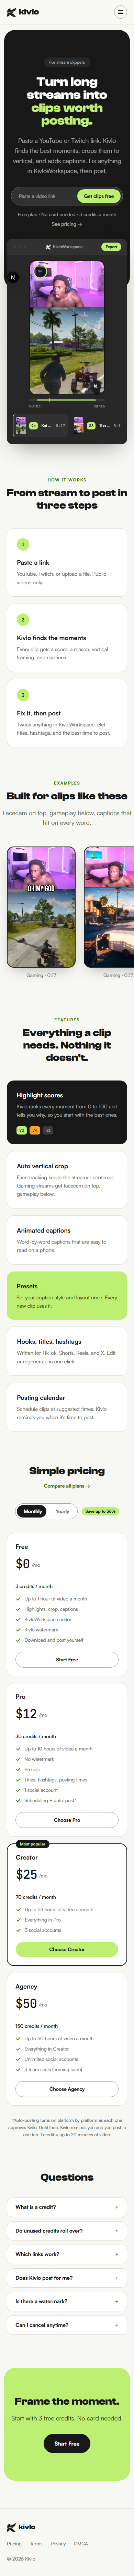 kivlo
For stream clippers
Turn long
streams into
clips worth
posting.
Paste a YouTube or Twitch link. Kivlo
finds the best moments, crops them to
vertical, and adds captions. Fix anything
in KivloWorkspace.
Paste a video link
Get clips free
Free plan · No card needed · 3 credits a month
See pricing →
KivloWorkspace
Export
N
HOW IT WORKS
From stream to post in
three steps
1
Paste a link
YouTube, Twitch, or upload a file. Public
videos only.
2
Kivlo finds the moments
Every clip gets a score, a reason, vertical
framing, and captions.
3
Fix it, then post
Tweak anything in KivloWorkspace. Get
titles, hashtags, and the best time to post.
EXAMPLES
Built for clips like these
Facecam on top, gameplay below, captions that
hit on every word.
OH MY GOD
Gaming · 0:17
Gaming · 0:17
FEATURES
Everything a clip
needs. Nothing it
doesn't.
Highlight scores
Kivlo ranks every moment from 0 to 100 and
tells you why, so you start with the best ones.
Auto vertical crop
Face tracking keeps the streamer centered.
Gaming streams get facecam on top,
gameplay below.
Animated captions
Word-by-word captions that are easy to
read on a phone.
Presets
Set your caption style and layout once. Every
new clip uses it.
Hooks, titles, hashtags
Written for TikTok, Shorts, Reels, and X. Edit
or regenerate in one click.
Posting calendar
Schedule clips at suggested times. Kivlo
reminds you when it's time to post.
Simple pricing
Compare all plans →
Monthly
Yearly
Save up to 36%
Free
$0 /mo
3 credits / month
Up to 1 hour of video a month
Highlights, crop, captions
KivloWorkspace editor
Kivlo watermark
Download and post yourself
Start Free
Pro
$12 /mo
30 credits / month
Up to 10 hours of video a month
No watermark
Presets
Titles, hashtags, posting times
1 social account
Scheduling + auto-post*
Choose Pro
Most popular
Creator
$25 /mo
70 credits / month
Up to 23 hours of video a month
Everything in Pro
3 social accounts
Choose Creator
Agency
$50 /mo
150 credits / month
Up to 50 hours of video a month
Everything in Creator
Unlimited social accounts
3 team seats (coming soon)
Choose Agency
*Auto-posting turns on platform by platform as each one
approves Kivlo. Until then, Kivlo reminds you and you post in
one tap. 1 credit = up to 20 minutes of video.
Questions
What is a credit? +
Do unused credits roll over? +
Which links work? +
Does Kivlo post for me? +
Is there a watermark? +
Can I cancel anytime? +
Frame the moment.
Start with 3 free credits. No card needed.
Start Free
kivlo
Pricing Terms Privacy DMCA
© 2026 Kivlo